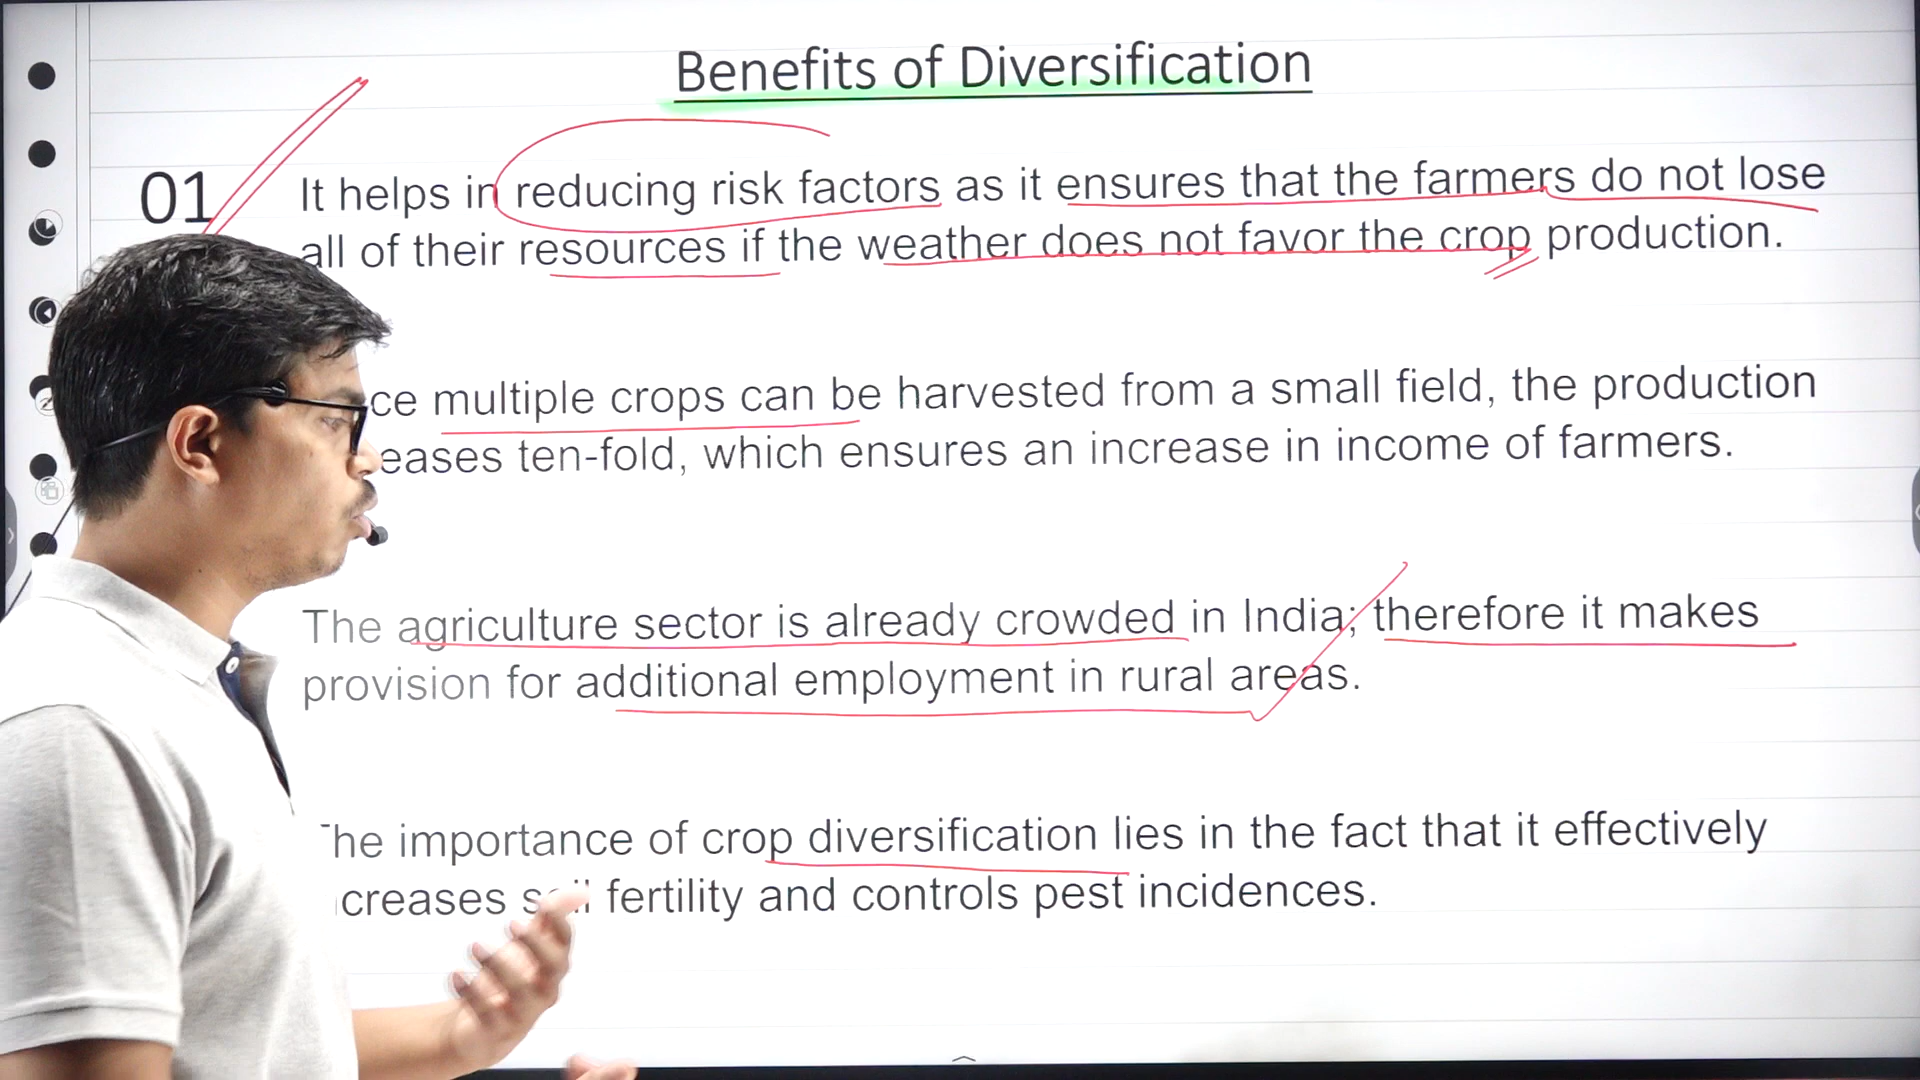 Benefits of Diversification
01
It helps in reducing risk factors as it ensures that the farmers do not lose
all of their resources if the weather does not favor the crop production.
multiple crops can be harvested from a small field, the production
ten-fold, which ensures an increase in income of farmers.
The agriculture sector is already crowded in India; therefore it makes
provision for additional employment in rural areas.
The importance of crop diversification lies in the fact that it effectively
fertility and controls pest incidences.